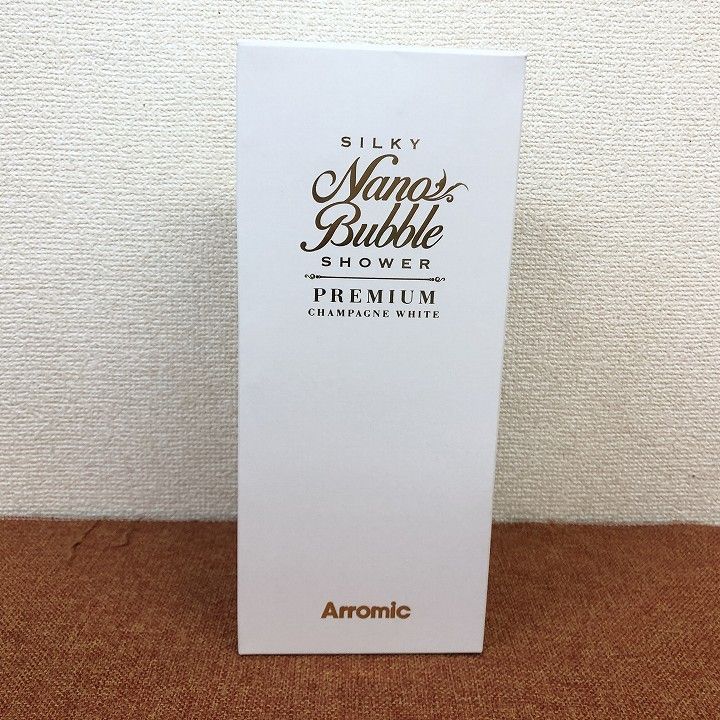 SILKY
Nano
Bubble
SHOWER
PREMIUM
CHAMPAGNE WHITE
Arromic